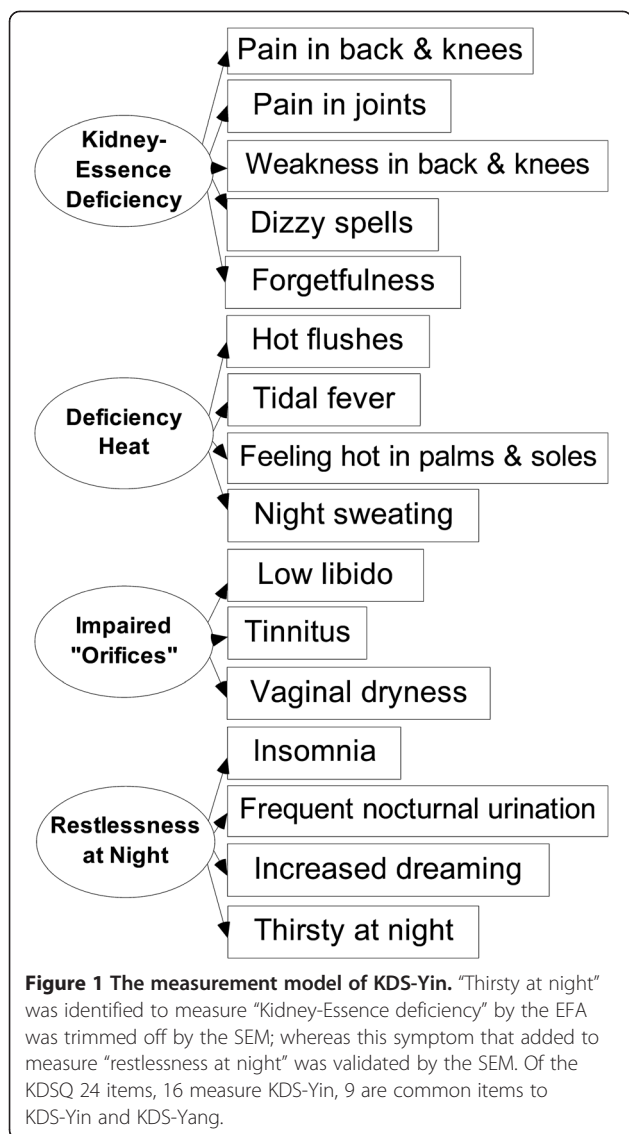 Kidney-
Essence
Deficiency
Pain in back & knees
Pain in joints
Weakness in back & knees
Dizzy spells
Forgetfulness
Deficiency
Heat
Hot flushes
Tidal fever
Feeling hot in palms & soles
Night sweating
Impaired
"Orifices"
Low libido
Tinnitus
Vaginal dryness
Restlessness
at Night
Insomnia
Frequent nocturnal urination
Increased dreaming
Thirsty at night
Figure 1 The measurement model of KDS-Yin. “Thirsty at night”
was identified to measure “Kidney-Essence deficiency” by the EFA
was trimmed off by the SEM; whereas this symptom that added to
measure “restlessness at night” was validated by the SEM. Of the
KDSQ 24 items, 16 measure KDS-Yin, 9 are common items to
KDS-Yin and KDS-Yang.